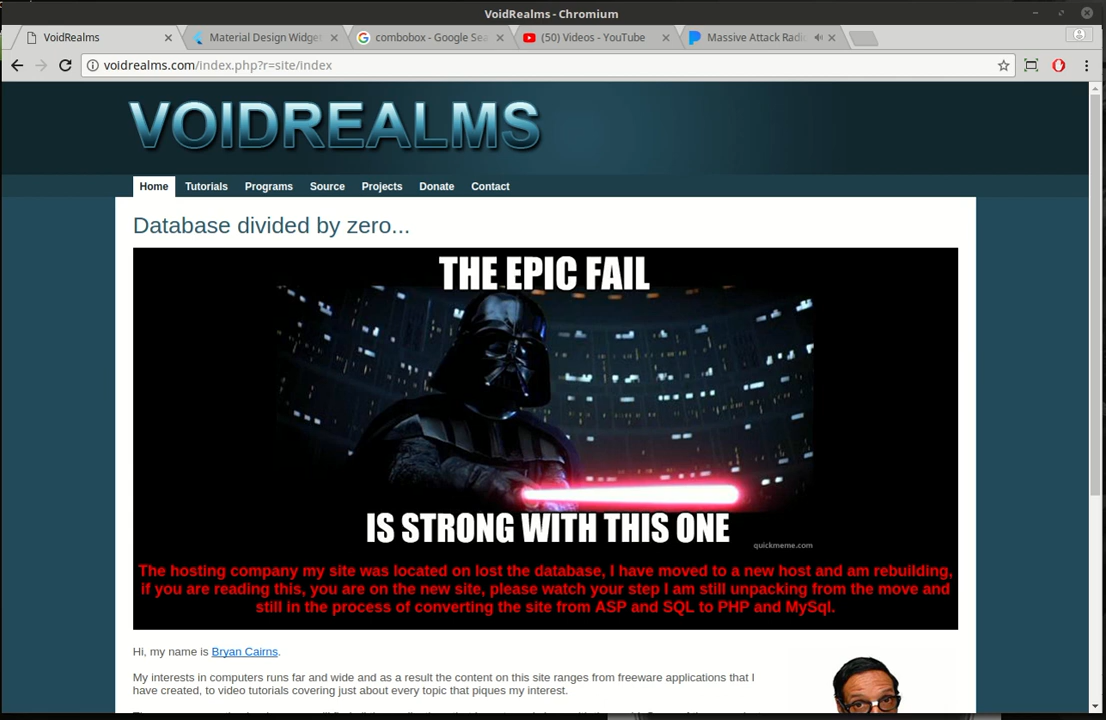 VoidRealms - Chromium
VoidRealms
Material Design Widge
combobox - Google Sea
(50) Videos - YouTube
Massive Attack Radi
voidrealms.com/index.php?r=site/index
VOIDREALMS
Home Tutorials Programs Source Projects Donate Contact
Database divided by zero...
THE EPIC FAIL
IS STRONG WITH THIS ONE
quickmeme.com
The hosting company my site was located on lost the database, I have moved to a new host and am rebuilding,
if you are reading this, you are on the new site, please watch your step I am still unpacking from the move and
still in the process of converting the site from ASP and SQL to PHP and MySql.
Hi, my name is Bryan Cairns.
My interests in computers runs far and wide and as a result the content on this site ranges from freeware applications that I
have created, to video tutorials covering just about every topic that piques my interest.